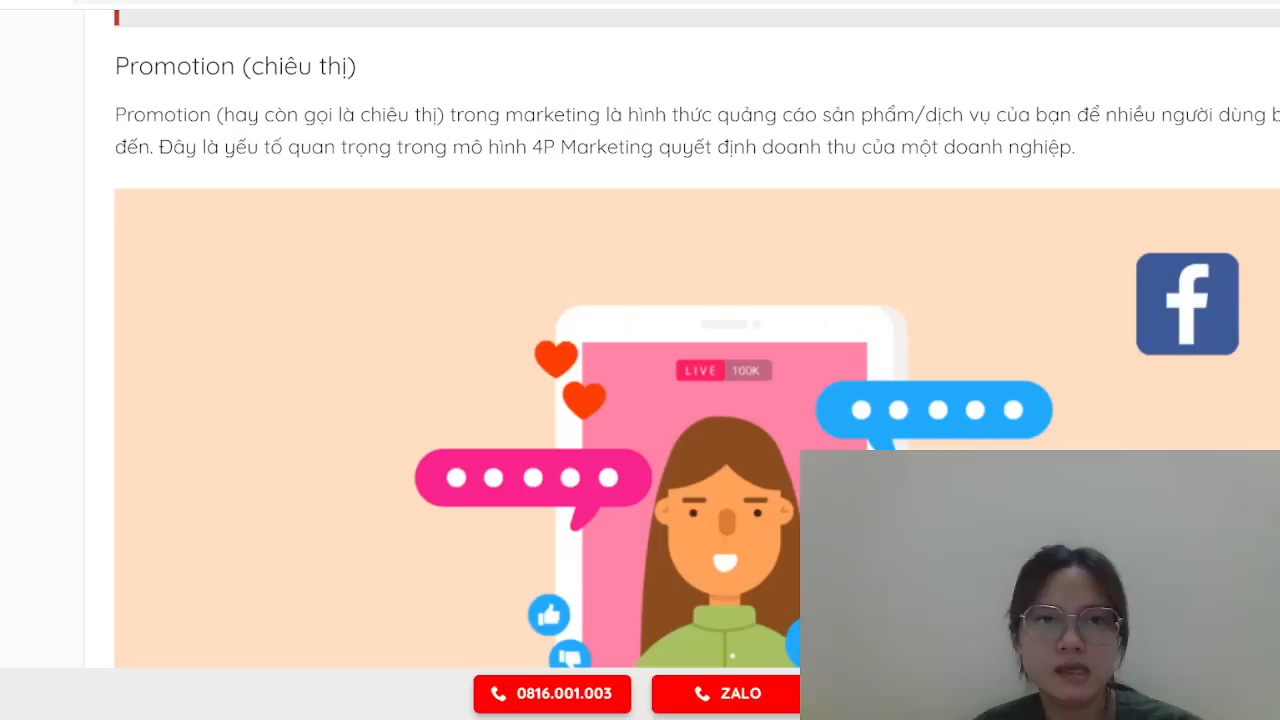 Promotion (chiêu thị)
Promotion (hay còn gọi là chiêu thị) trong marketing là hình thức quảng cáo sản phẩm/dịch vụ của bạn để nhiều người dùng
đến. Đây là yếu tố quan trọng trong mô hình 4P Marketing quyết định doanh thu của một doanh nghiệp.
f
LIVE 100K
0816.001.003
ZALO